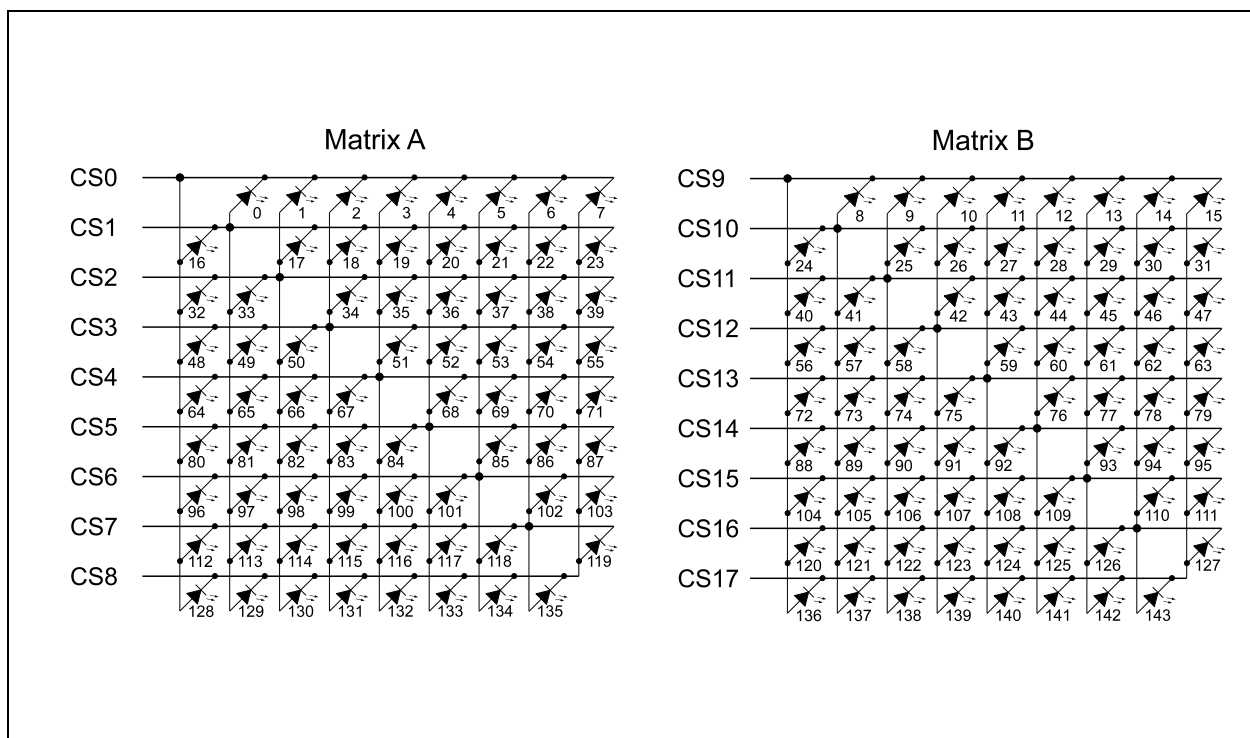 Matrix A
CS0
0 1 2 3 4 5 6 7
CS1
16 17 18 19 20 21 22 23
CS2
32 33 34 35 36 37 38 39
CS3
48 49 50 51 52 53 54 55
CS4
64 65 66 67 68 69 70 71
CS5
80 81 82 83 84 85 86 87
CS6
96 97 98 99 100 101 102 103
CS7
112 113 114 115 116 117 118 119
CS8
128 129 130 131 132 133 134 135
Matrix B
CS9
8 9 10 11 12 13 14 15
CS10
24 25 26 27 28 29 30 31
CS11
40 41 42 43 44 45 46 47
CS12
56 57 58 59 60 61 62 63
CS13
72 73 74 75 76 77 78 79
CS14
88 89 90 91 92 93 94 95
CS15
104 105 106 107 108 109 110 111
CS16
120 121 122 123 124 125 126 127
CS17
136 137 138 139 140 141 142 143